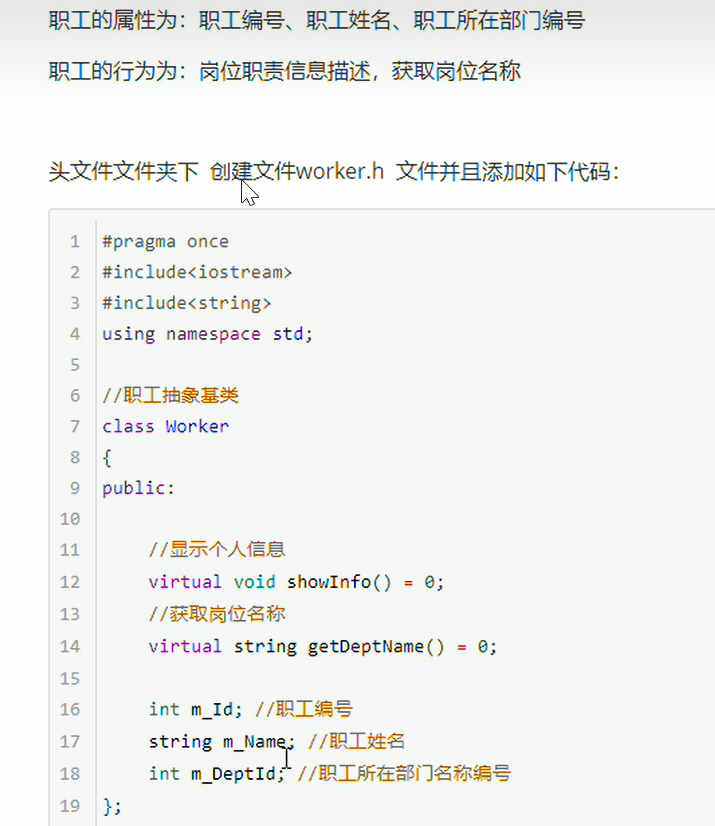 职工的属性为：职工编号、职工姓名、职工所在部门编号
职工的行为为：岗位职责信息描述，获取岗位名称
头文件文件夹下 创建文件worker.h 文件并且添加如下代码：
1 #pragma once
2 #include<iostream>
3 #include<string>
4 using namespace std;
5
6 //职工抽象基类
7 class Worker
8 {
9 public:
10
11 //显示个人信息
12 virtual void showInfo() = 0;
13 //获取岗位名称
14 virtual string getDeptName() = 0;
15
16 int m_Id; //职工编号
17 string m_Name; //职工姓名
18 int m_DeptId; //职工所在部门名称编号
19 };